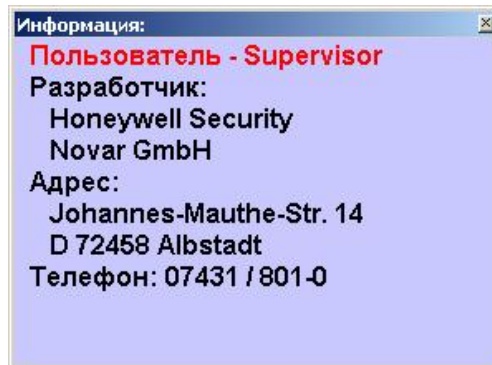 Информация:
Пользователь - Supervisor
Разработчик:
Honeywell Security
Novar GmbH
Адрес:
Johannes-Mauthe-Str. 14
D 72458 Albstadt
Телефон: 07431 / 801-0